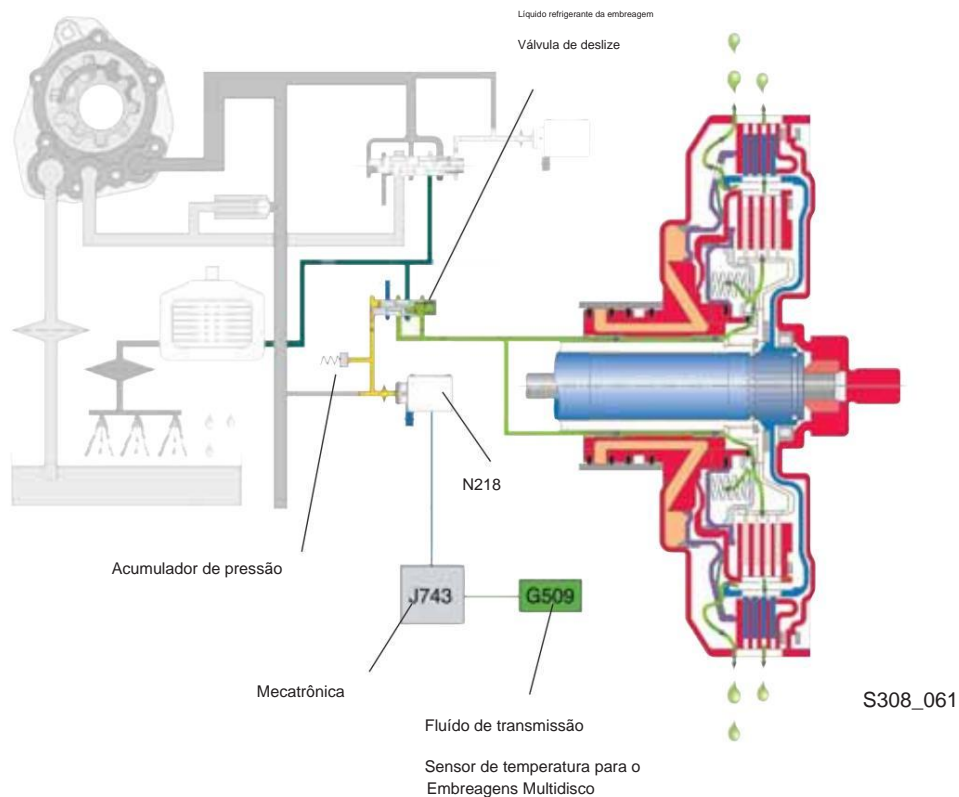 Líquido refrigerante da embreagem
Válvula de deslize
N218
Acumulador de pressão
J743
G509
Mecatrônica
S308_061
Fluído de transmissão
Sensor de temperatura para o
Embreagens Multidisco